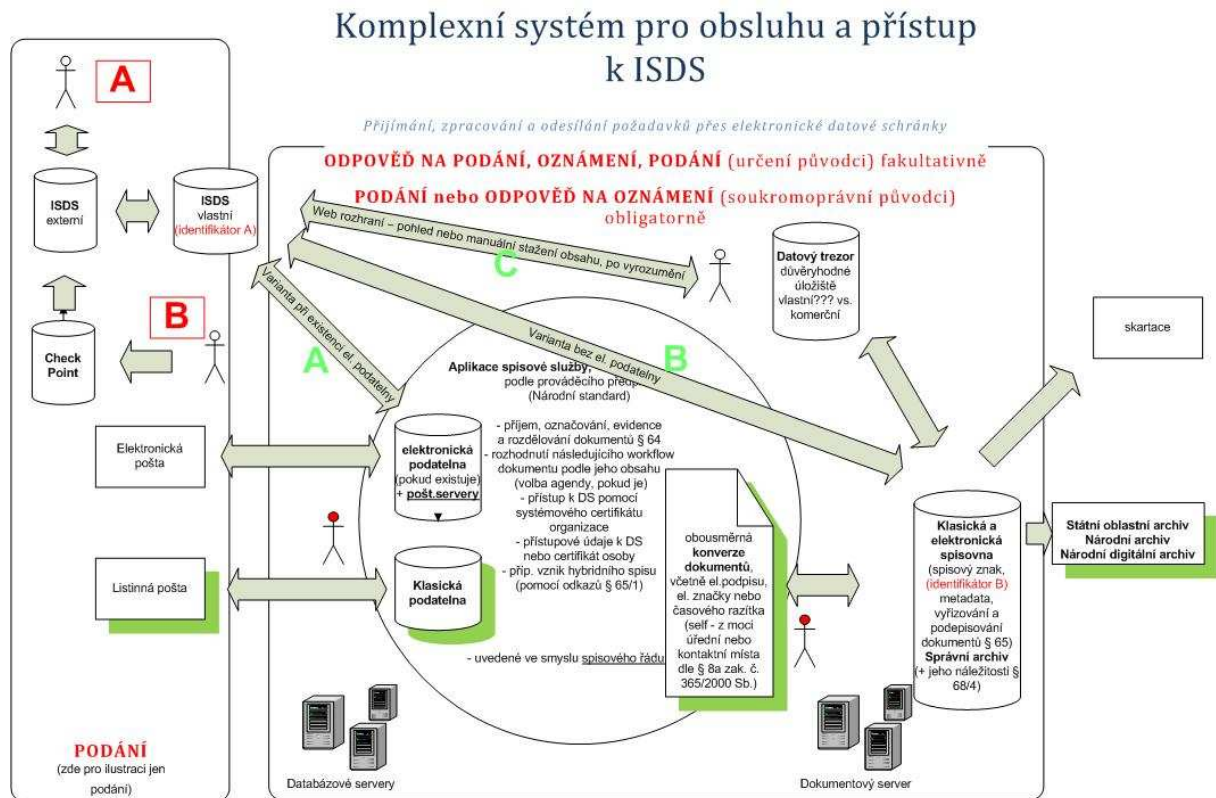 Komplexní systém pro obsluhu a přístup
k ISDS
Přijímání, zpracování a odesílání požadavků přes elektronické datové schránky
ODPOVĚĎ NA PODÁNÍ, OZNÁMENÍ, PODÁNÍ (určení původci) fakultativně
PODÁNÍ nebo ODPOVĚĎ NA OZNÁMENÍ (soukromoprávní původci)
obligatorně
A
ISDS
externí
ISDS
vlastní
(identifikátor A)
B
Check
Point
Elektronická
pošta
Listinná pošta
PODÁNÍ
(zde pro ilustraci jen
podání)
Web rozhraní – pohled nebo manuální stažení obsahu, po vyrozumění
C
Varianta při existenci el. podatelny
A
Varianta bez el. podatelny
B
Datový trezor
důvěryhodné
úložiště
vlastní??? vs.
komerční
skartace
Aplikace spisové služby,
podle prováděcího předp
(Národní standard)
- příjem, označování, evidence
a rozdělování dokumentů § 64
- rozhodnutí následujícího workflow
dokumentu podle jeho obsahu
(volba agendy, pokud je)
- přístup k DS pomocí
systémového certifikátu
organizace
- přístupové údaje k DS
nebo certifikát osoby
- příp. vznik hybridního spisu
(pomocí odkazů § 65/1)
- uvedené ve smyslu spisového řádu
elektronická
podatelna
(pokud existuje)
+ pošt.servery
Klasická
podatelna
obousměrná
konverze
dokumentů,
včetně el.podpisu,
el. značky nebo
časového razítka
(self - z moci
úřední nebo
kontaktní místa
dle § 8a zak. č.
365/2000 Sb.)
Klasická a
elektronická
spisovna
(spisový znak,
(identifikátor B)
metadata,
vyřizování a
podepisování
dokumentů § 65)
Správní archiv
(+ jeho náležitosti §
68/4)
Státní oblastní archiv
Národní archiv
Národní digitální archiv
Databázové servery
Dokumentový server